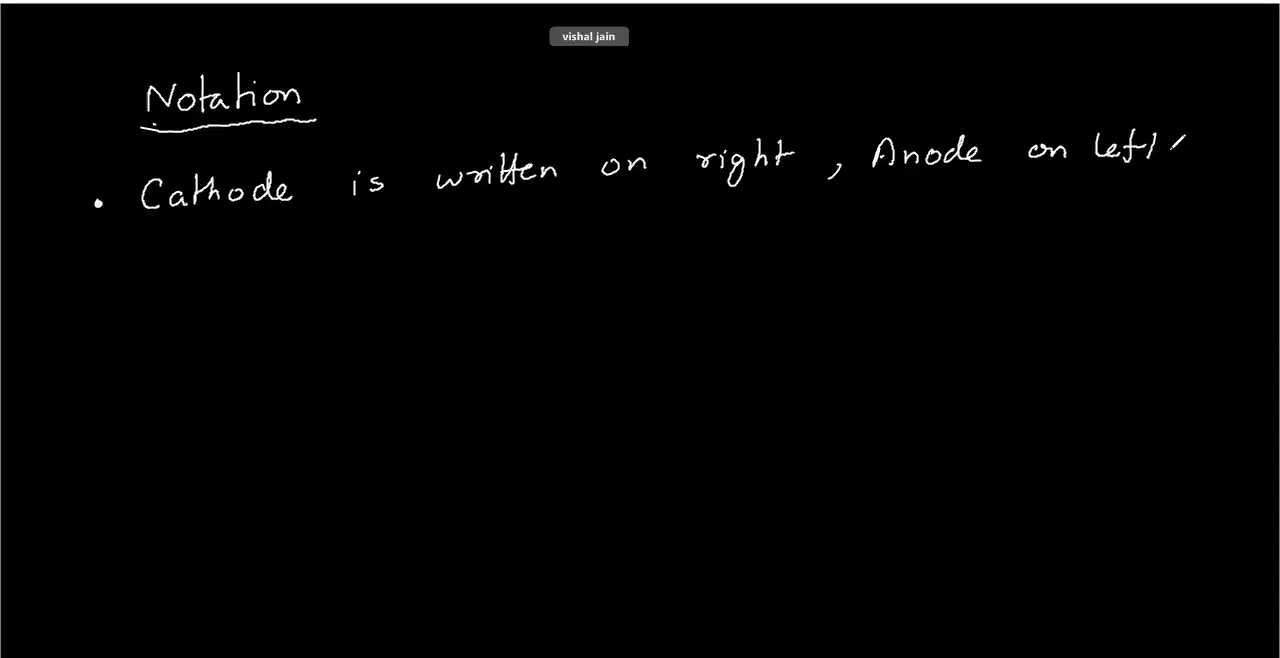 vishal jain
Notation
• Cathode is written on right, Anode on left